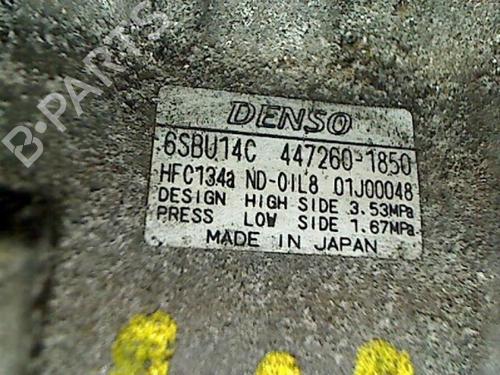 B-PARTS
DENSO
6SBU14C 447260-1850
HFC134a ND-OIL8 01J00048
DESIGN HIGH SIDE 3.53MPa
PRESS LOW SIDE 1.67MPa
MADE IN JAPAN